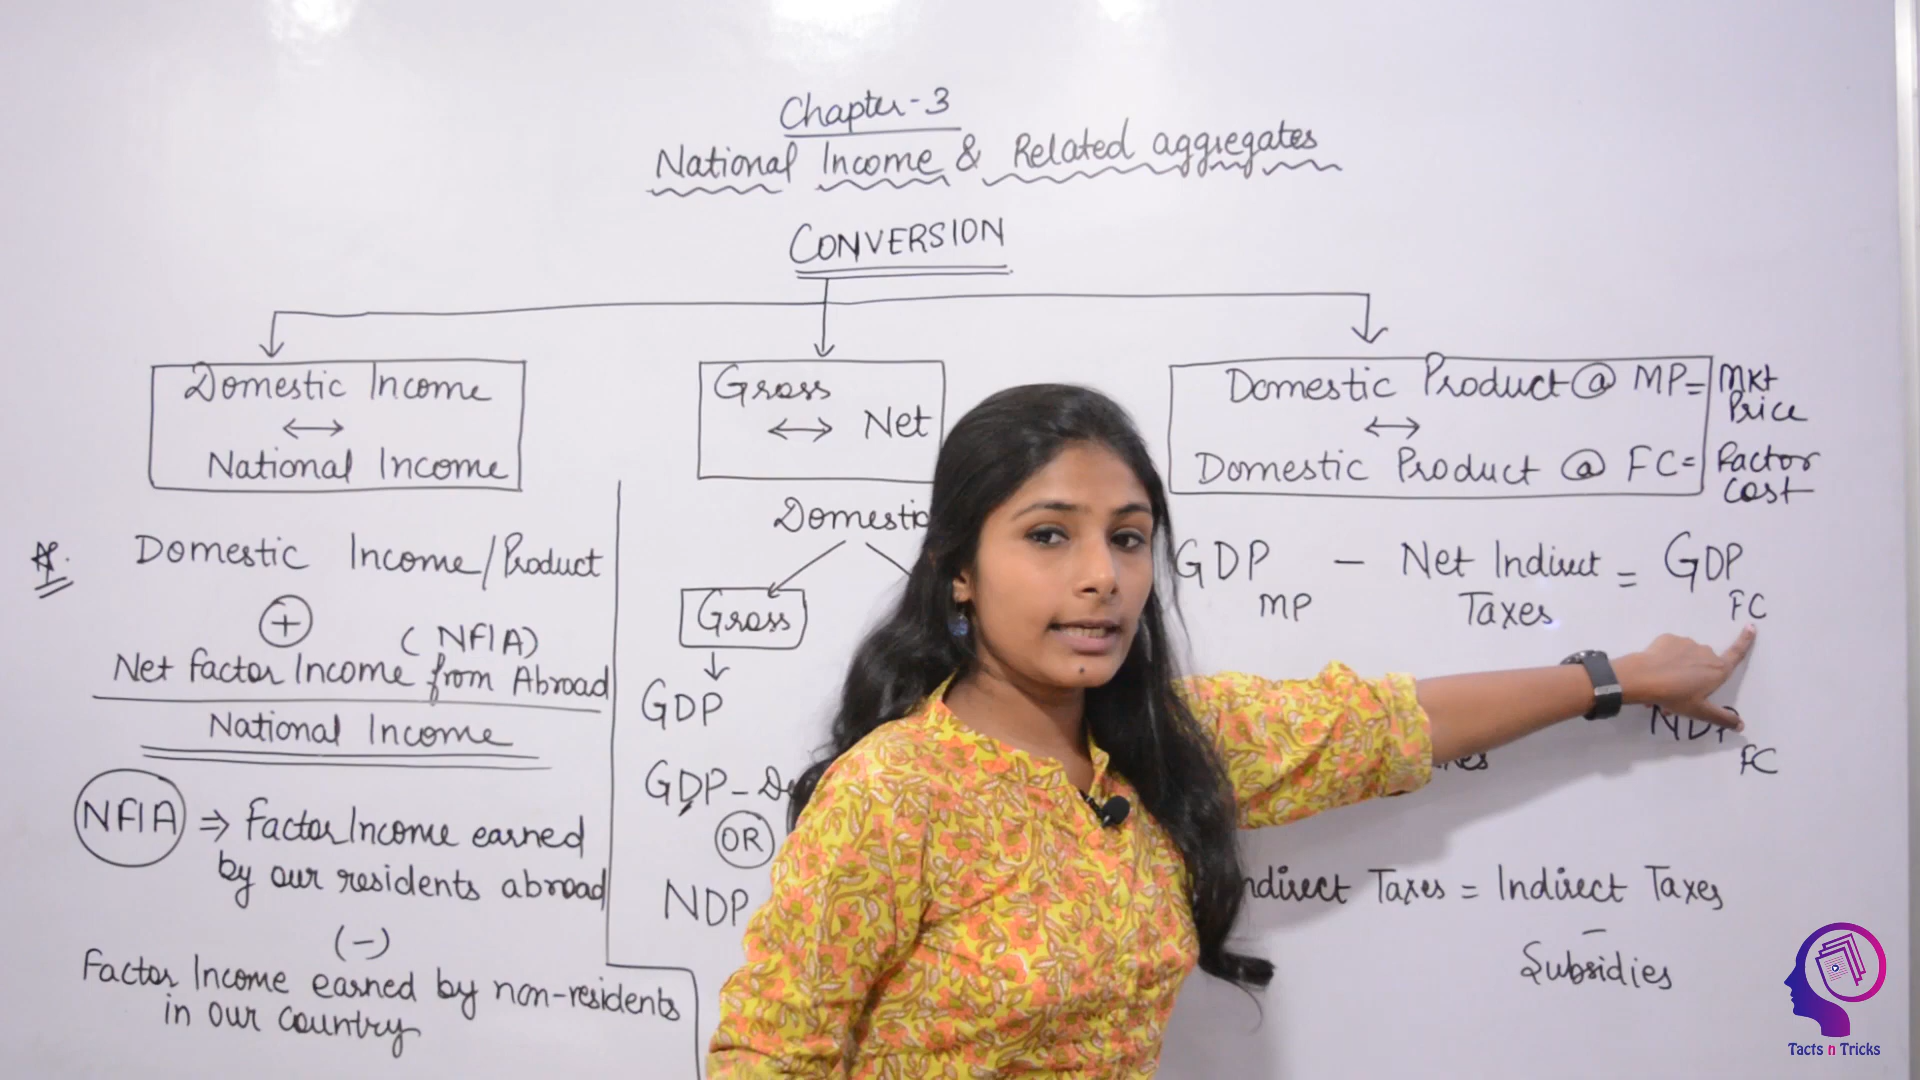 Chapter-3
National Income & Related aggregates
CONVERSION
Domestic Income
↔
National Income
Domestic Income/Product
+
(NFIA)
Net factor Income from Abroad
National Income
NFIA ⇒ Factor Income earned
by our residents abroad
(-)
Factor Income earned by non-residents
in our country
Gross
↔ Net
Domestic
Gross
↓
GDP
GDP -
OR
NDP
Domestic Product @ MP = Mkt
Price
↔
Domestic Product @ FC = Factor
Cost
GDP MP - Net Indirect Taxes = GDP FC
NDP FC
Indirect Taxes = Indirect Taxes
-
Subsidies
Tacts n Tricks